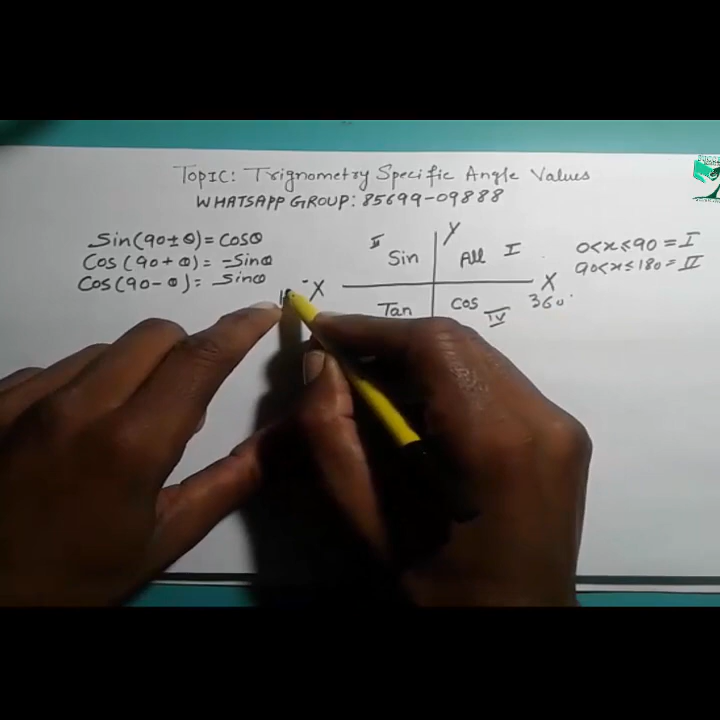 TOPIC: Trignometry Specific Angle Values
WHATSAPP GROUP: 85699-09888
Sin(90±θ)=Cosθ
Cos(90+θ)=-Sinθ
Cos(90-θ)= Sinθ
Y
II Sin
All I
-X
X
Tan
Cos IV
360°
0<x≤90=I
90<x≤180=II